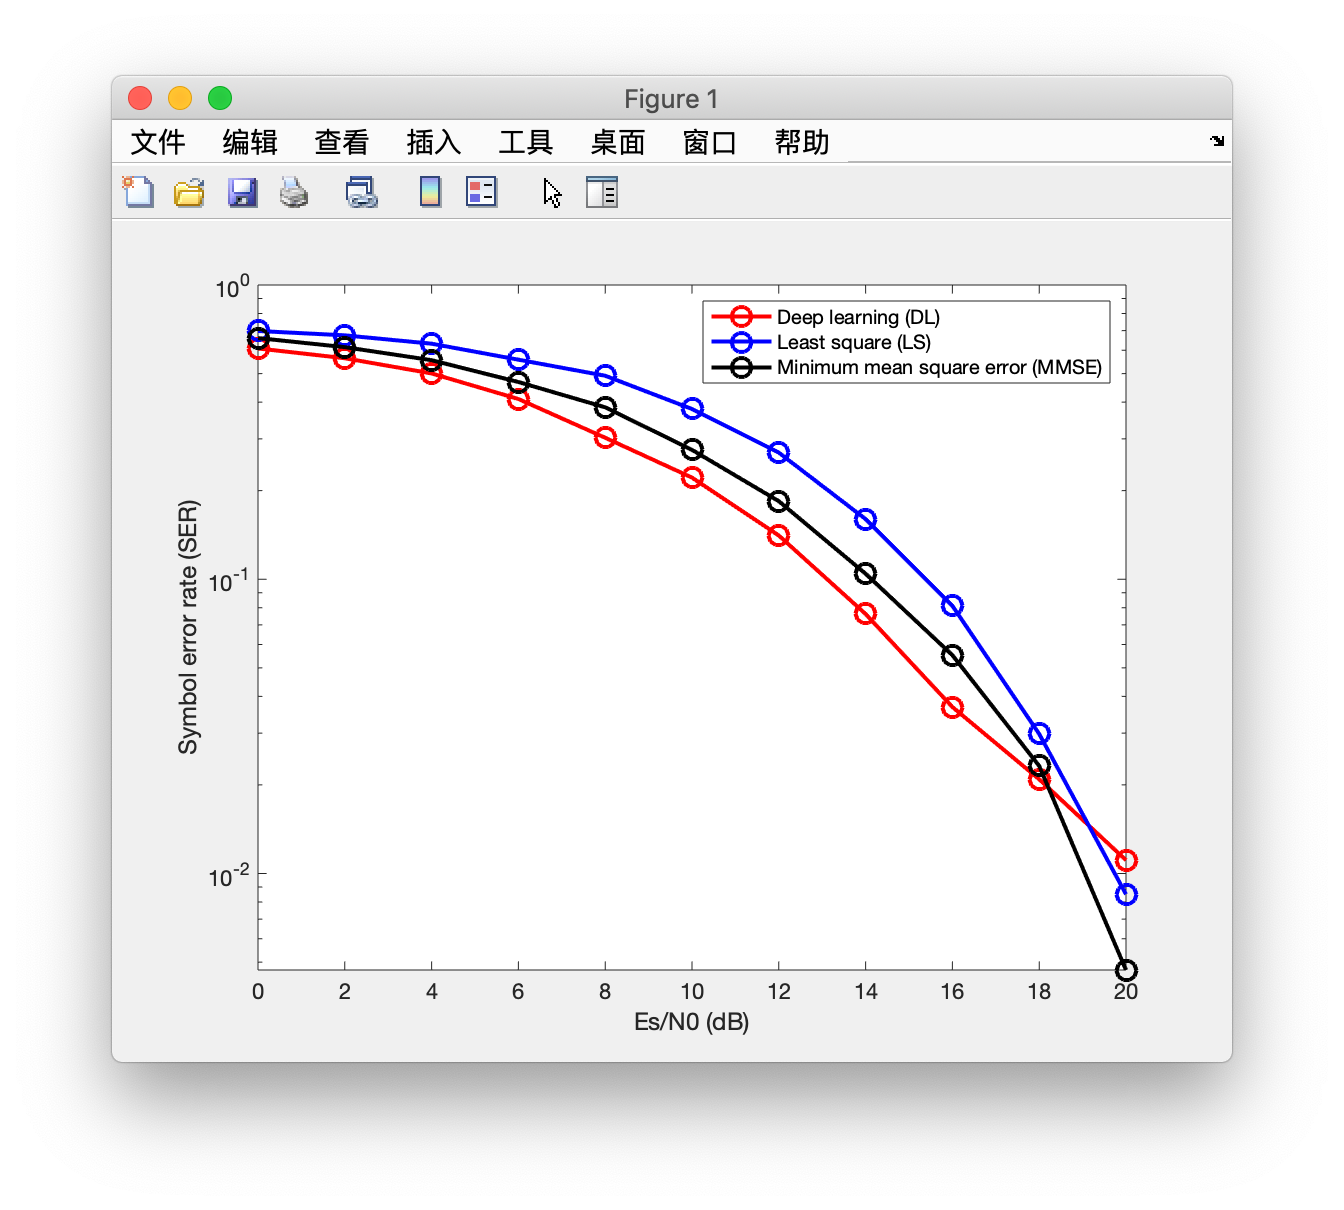 Figure 1
文件 编辑 查看 插入 工具 桌面 窗口 帮助
10^0
Deep learning (DL)
Least square (LS)
Minimum mean square error (MMSE)
Symbol error rate (SER)
10^-1
10^-2
0 2 4 6 8 10 12 14 16 18 20
Es/N0 (dB)